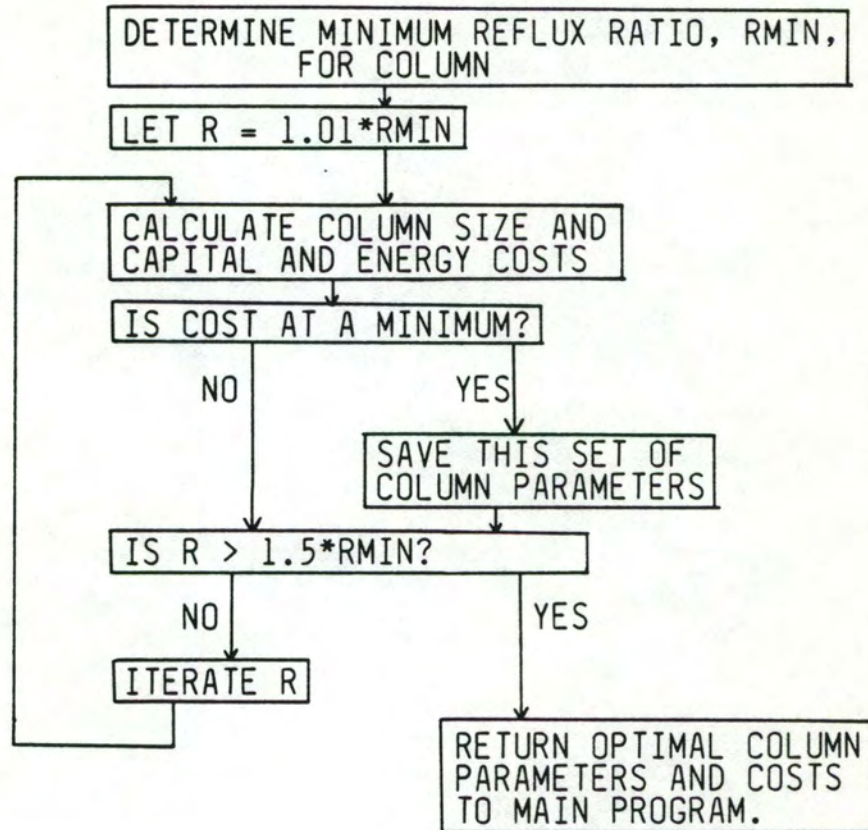 DETERMINE MINIMUM REFLUX RATIO, RMIN,
FOR COLUMN
LET R = 1.01*RMIN
CALCULATE COLUMN SIZE AND
CAPITAL AND ENERGY COSTS
IS COST AT A MINIMUM?
NO
YES
SAVE THIS SET OF
COLUMN PARAMETERS
IS R > 1.5*RMIN?
NO
YES
ITERATE R
RETURN OPTIMAL COLUMN
PARAMETERS AND COSTS
TO MAIN PROGRAM.